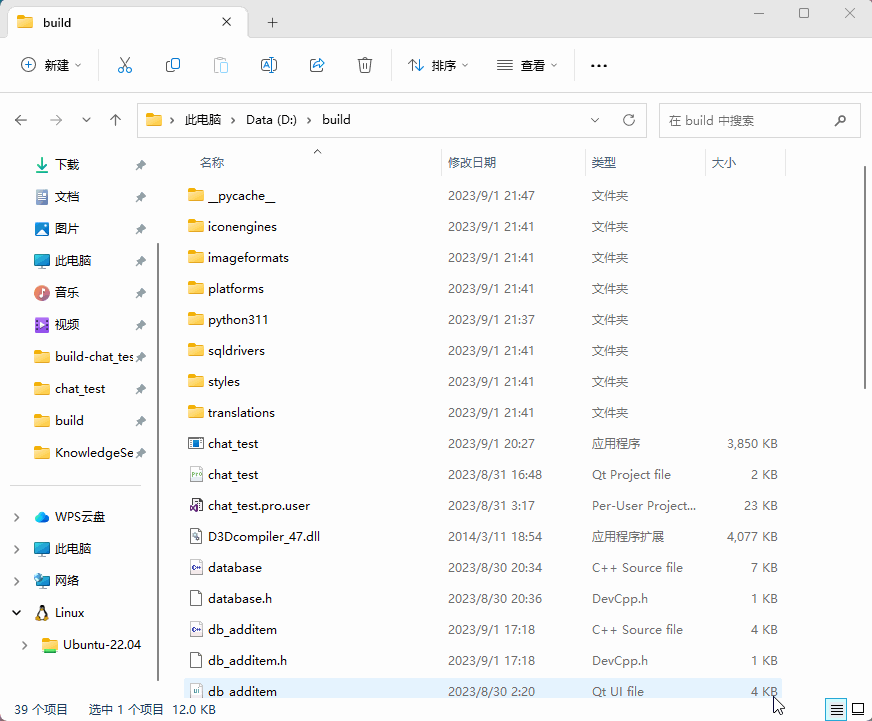 build
新建
排序
查看
此电脑 Data (D:) build
在 build 中搜索
下载
文档
图片
此电脑
音乐
视频
build-chat_tes
chat_test
build
KnowledgeSe
WPS云盘
此电脑
网络
Linux
Ubuntu-22.04
名称 修改日期 类型 大小
__pycache__ 2023/9/1 21:47 文件夹
iconengines 2023/9/1 21:41 文件夹
imageformats 2023/9/1 21:41 文件夹
platforms 2023/9/1 21:41 文件夹
python311 2023/9/1 21:37 文件夹
sqldrivers 2023/9/1 21:41 文件夹
styles 2023/9/1 21:41 文件夹
translations 2023/9/1 21:41 文件夹
chat_test 2023/9/1 20:27 应用程序 3,850 KB
chat_test 2023/8/31 16:48 Qt Project file 2 KB
chat_test.pro.user 2023/8/31 3:17 Per-User Project... 23 KB
D3Dcompiler_47.dll 2014/3/11 18:54 应用程序扩展 4,077 KB
database 2023/8/30 20:34 C++ Source file 7 KB
database.h 2023/8/30 20:36 DevCpp.h 1 KB
db_additem 2023/9/1 17:18 C++ Source file 4 KB
db_additem.h 2023/9/1 17:18 DevCpp.h 1 KB
db_additem 2023/8/30 2:20 Qt UI file 4 KB
39 个项目 选中 1 个项目 12.0 KB